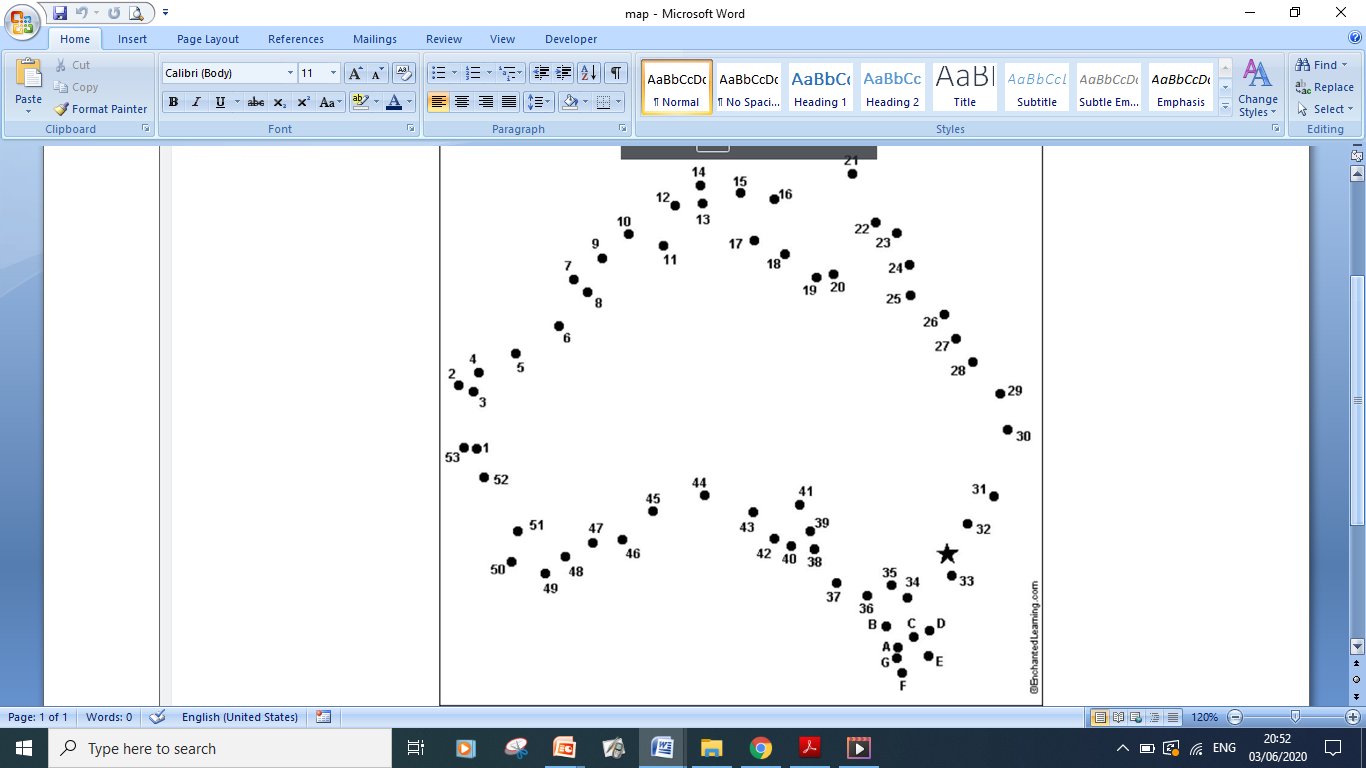 map - Microsoft Word
Home Insert Page Layout References Mailings Review View Developer
Paste
Cut
Copy
Format Painter
Clipboard
Calibri (Body) 11
B I U abc x₂ x² Aa
Font
Paragraph
AaBbCcDc AaBbCcDc AaBbCc AaBbCc AaBl AaBbCcL AaBbCcDc AaBbCcDc
¶ Normal ¶ No Spaci... Heading 1 Heading 2 Title Subtitle Subtle Em... Emphasis
Change Styles
Styles
Find
Replace
Select
Editing
21
14
15
12
16
13
10
22
23
9
17
11
18
7
24
19 20
8
25
26
6
27
4
5
28
2
29
3
30
53 1
52
44
31
45
41
51
47
43
39
32
46
42 40 38
50
48
35
34
33
49
37
36
B C D
A
G E
F
@EnchantedLearning.com
Page: 1 of 1 Words: 0 English (United States) 120%
Type here to search
ENG
20:52
03/06/2020